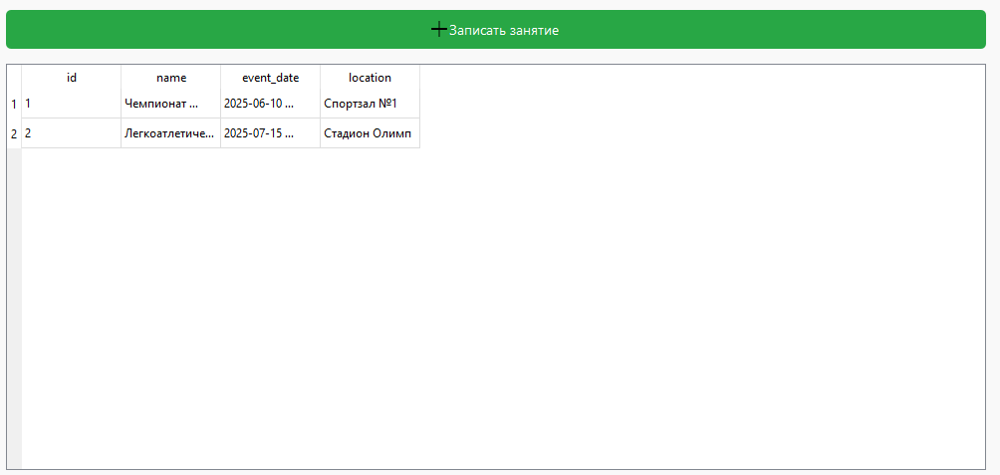 Записать занятие
id name event_date location
1 1 Чемпионат ... 2025-06-10 ... Спортзал №1
2 2 Легкоатлетиче... 2025-07-15 ... Стадион Олимп